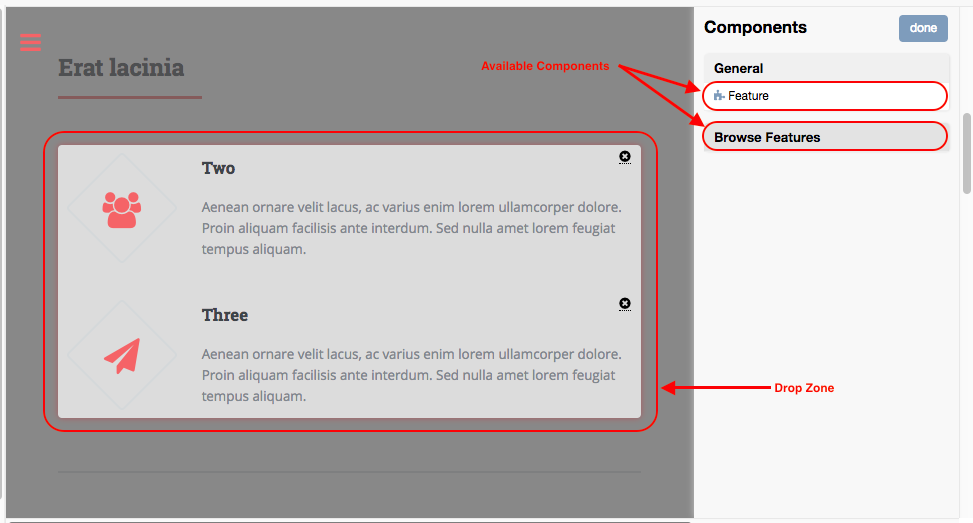 Components
done
Erat lacinia
Available Components
General
Feature
Browse Features
Two
Aenean ornare velit lacus, ac varius enim lorem ullamcorper dolore.
Proin aliquam facilisis ante interdum. Sed nulla amet lorem feugiat
tempus aliquam.
Three
Aenean ornare velit lacus, ac varius enim lorem ullamcorper dolore.
Proin aliquam facilisis ante interdum. Sed nulla amet lorem feugiat
tempus aliquam.
Drop Zone